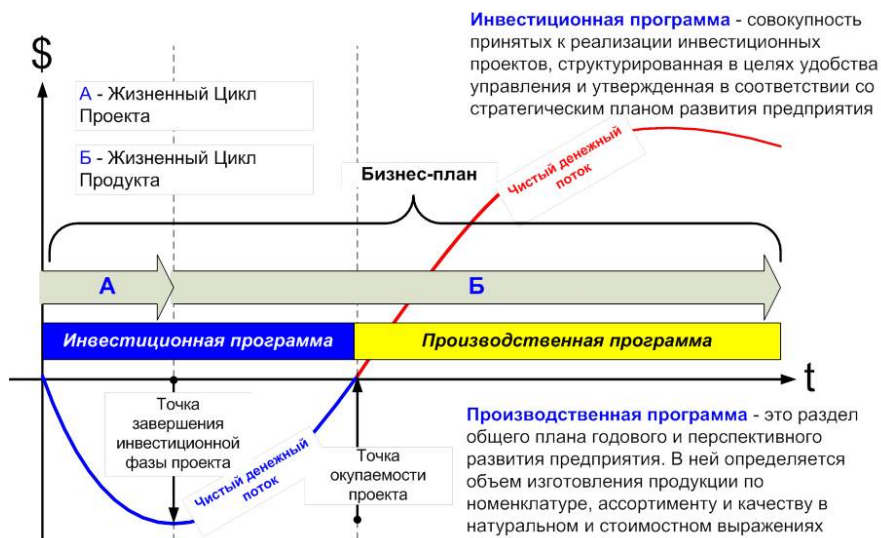 Инвестиционная программа - совокупность
принятых к реализации инвестиционных
проектов, структурированная в целях удобства
управления и утвержденная в соответствии со
стратегическим планом развития предприятия
$
А - Жизненный Цикл
Проекта
Б - Жизненный Цикл
Продукта
Бизнес-план
Чистый денежный
поток
А
Б
Инвестиционная программа
Производственная программа
t
Точка
завершения
инвестиционной
фазы проекта
Чистый денежный
поток
Точка
окупаемости
проекта
Производственная программа - это раздел
общего плана годового и перспективного
развития предприятия. В ней определяется
объем изготовления продукции по
номенклатуре, ассортименту и качеству в
натуральном и стоимостном выражениях